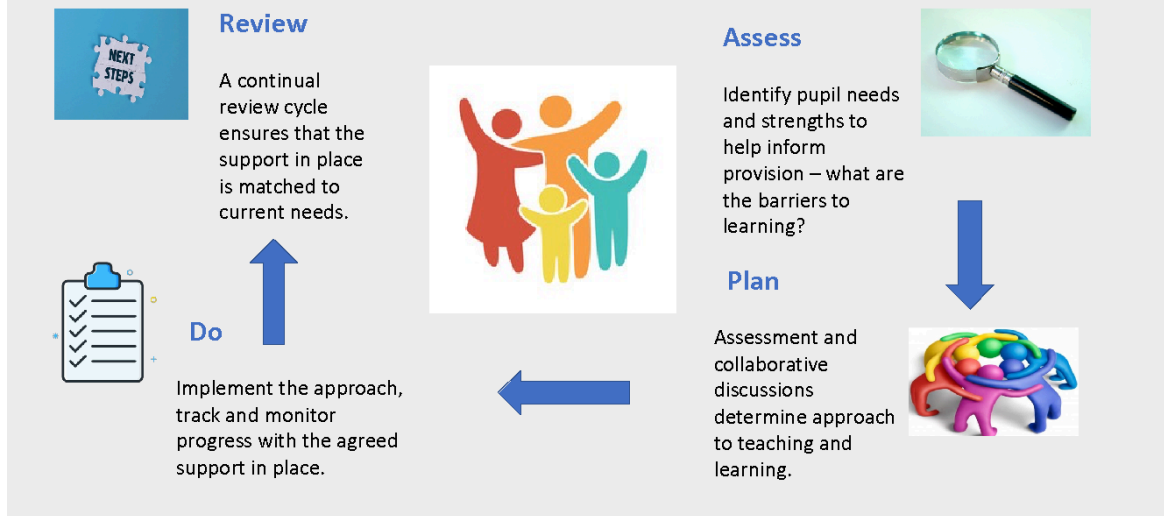 Review
A continual
review cycle
ensures that the
support in place
is matched to
current needs.
NEXT
STEPS
Assess
Identify pupil needs
and strengths to
help inform
provision – what are
the barriers to
learning?
Plan
Assessment and
collaborative
discussions
determine approach
to teaching and
learning.
Do
Implement the approach,
track and monitor
progress with the agreed
support in place.